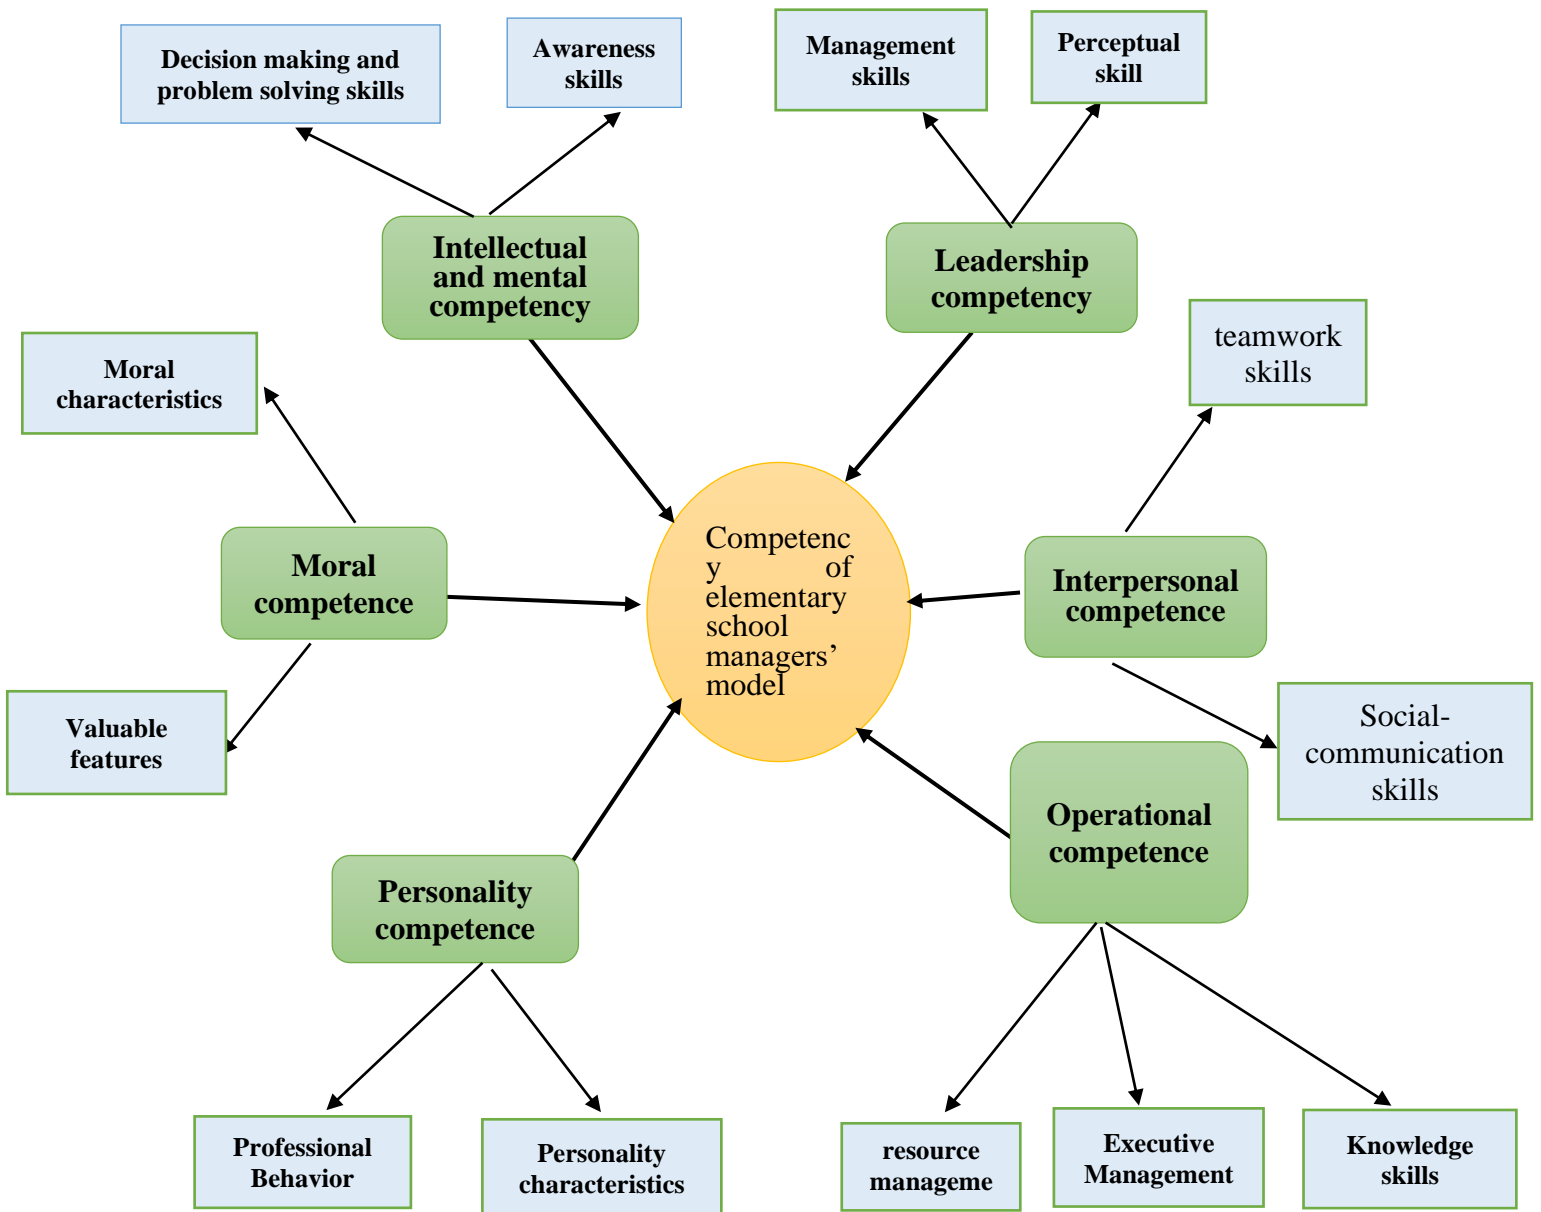 Decision making and
problem solving skills
Awareness
skills
Management
skills
Perceptual
skill
Intellectual
and mental
competency
Leadership
competency
teamwork
skills
Moral
characteristics
Competenc
y of
elementary
school
managers’
model
Moral
competence
Interpersonal
competence
Valuable
features
Social-
communication
skills
Operational
competence
Personality
competence
Professional
Behavior
Personality
characteristics
resource
manageme
Executive
Management
Knowledge
skills